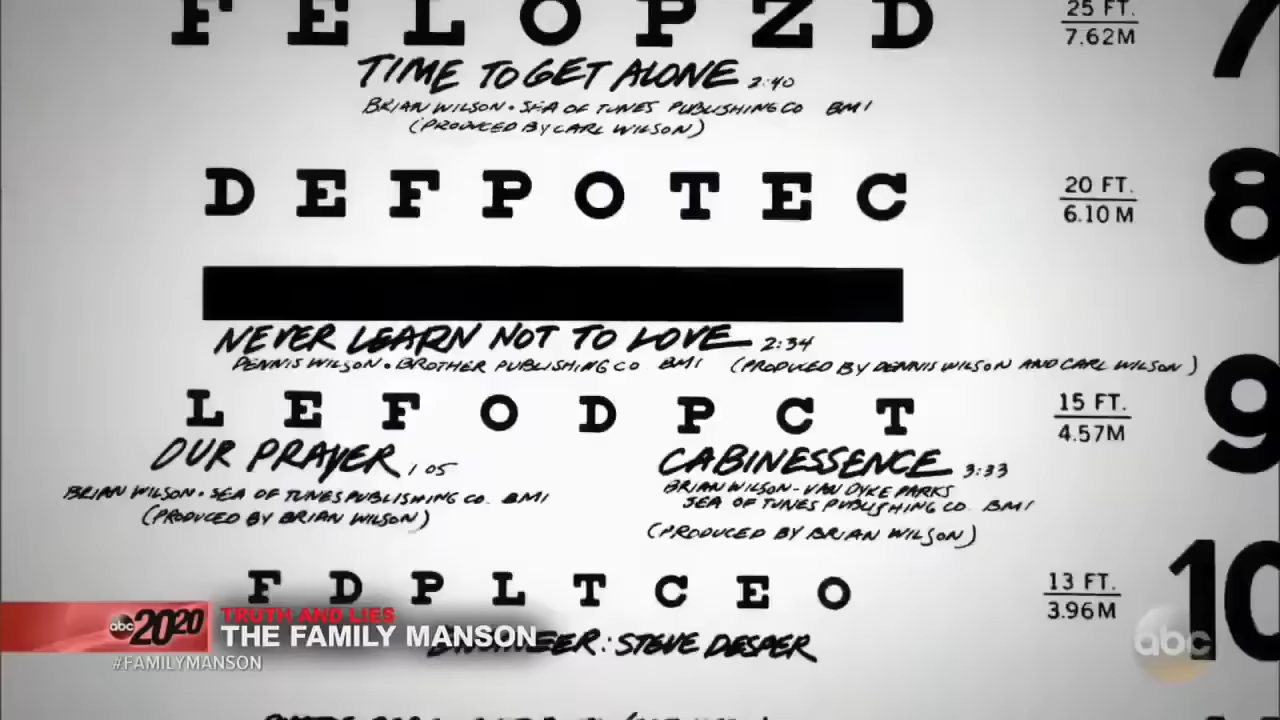 F E L O P Z D
25 FT.
7.62M
7
TIME TO GET ALONE 2:40
BRIAN WILSON • SEA OF TUNES PUBLISHING CO BMI
(PRODUCED BY CARL WILSON)
D E F P O T E C
20 FT.
6.10 M
8
NEVER LEARN NOT TO LOVE 2:34
DENNIS WILSON • BROTHER PUBLISHING CO BMI (PRODUCED BY DENNIS WILSON AND CARL WILSON)
L E F O D P C T
15 FT.
4.57M
9
OUR PRAYER 1:05
BRIAN WILSON • SEA OF TUNES PUBLISHING CO. BMI
(PRODUCED BY BRIAN WILSON)
CABINESSENCE 3:33
BRIAN WILSON - VAN DYKE PARKS
SEA OF TUNES PUBLISHING CO. BMI
(PRODUCED BY BRIAN WILSON)
F D P L T C E O
13 FT.
3.96M
10
ENGINEER: STEVE DESPER
abc 2020
TRUTH AND LIES
THE FAMILY MANSON
#FAMILYMANSON
abc